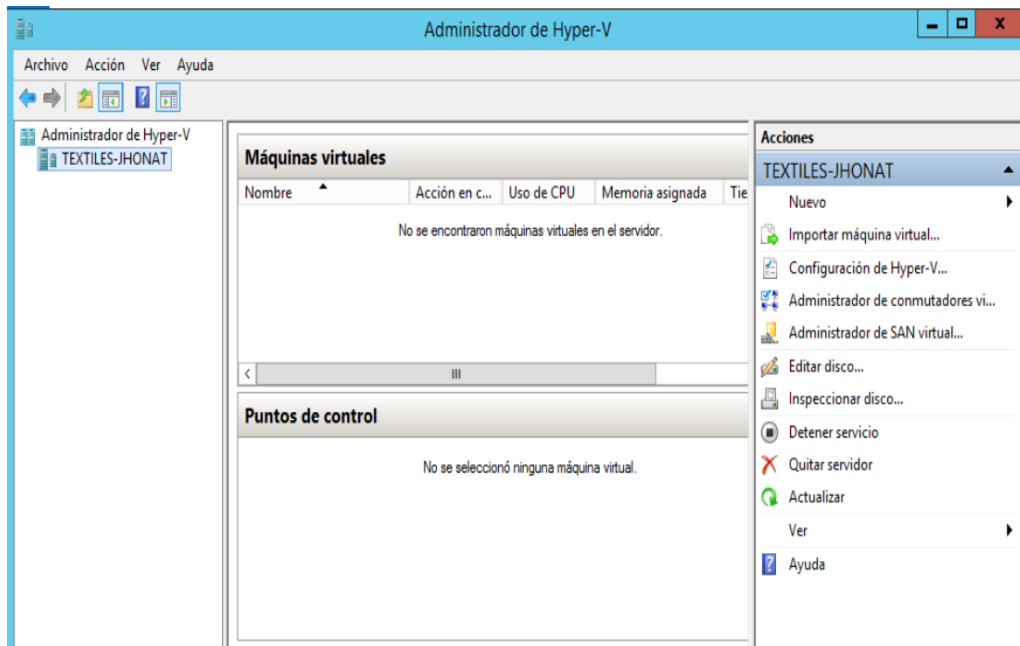 Administrador de Hyper-V
Archivo Acción Ver Ayuda
Administrador de Hyper-V
TEXTILES-JHONAT
Máquinas virtuales
Nombre Acción en c... Uso de CPU Memoria asignada Tie
No se encontraron máquinas virtuales en el servidor.
Puntos de control
No se seleccionó ninguna máquina virtual.
Acciones
TEXTILES-JHONAT
Nuevo
Importar máquina virtual...
Configuración de Hyper-V...
Administrador de conmutadores vi...
Administrador de SAN virtual...
Editar disco...
Inspeccionar disco...
Detener servicio
Quitar servidor
Actualizar
Ver
Ayuda